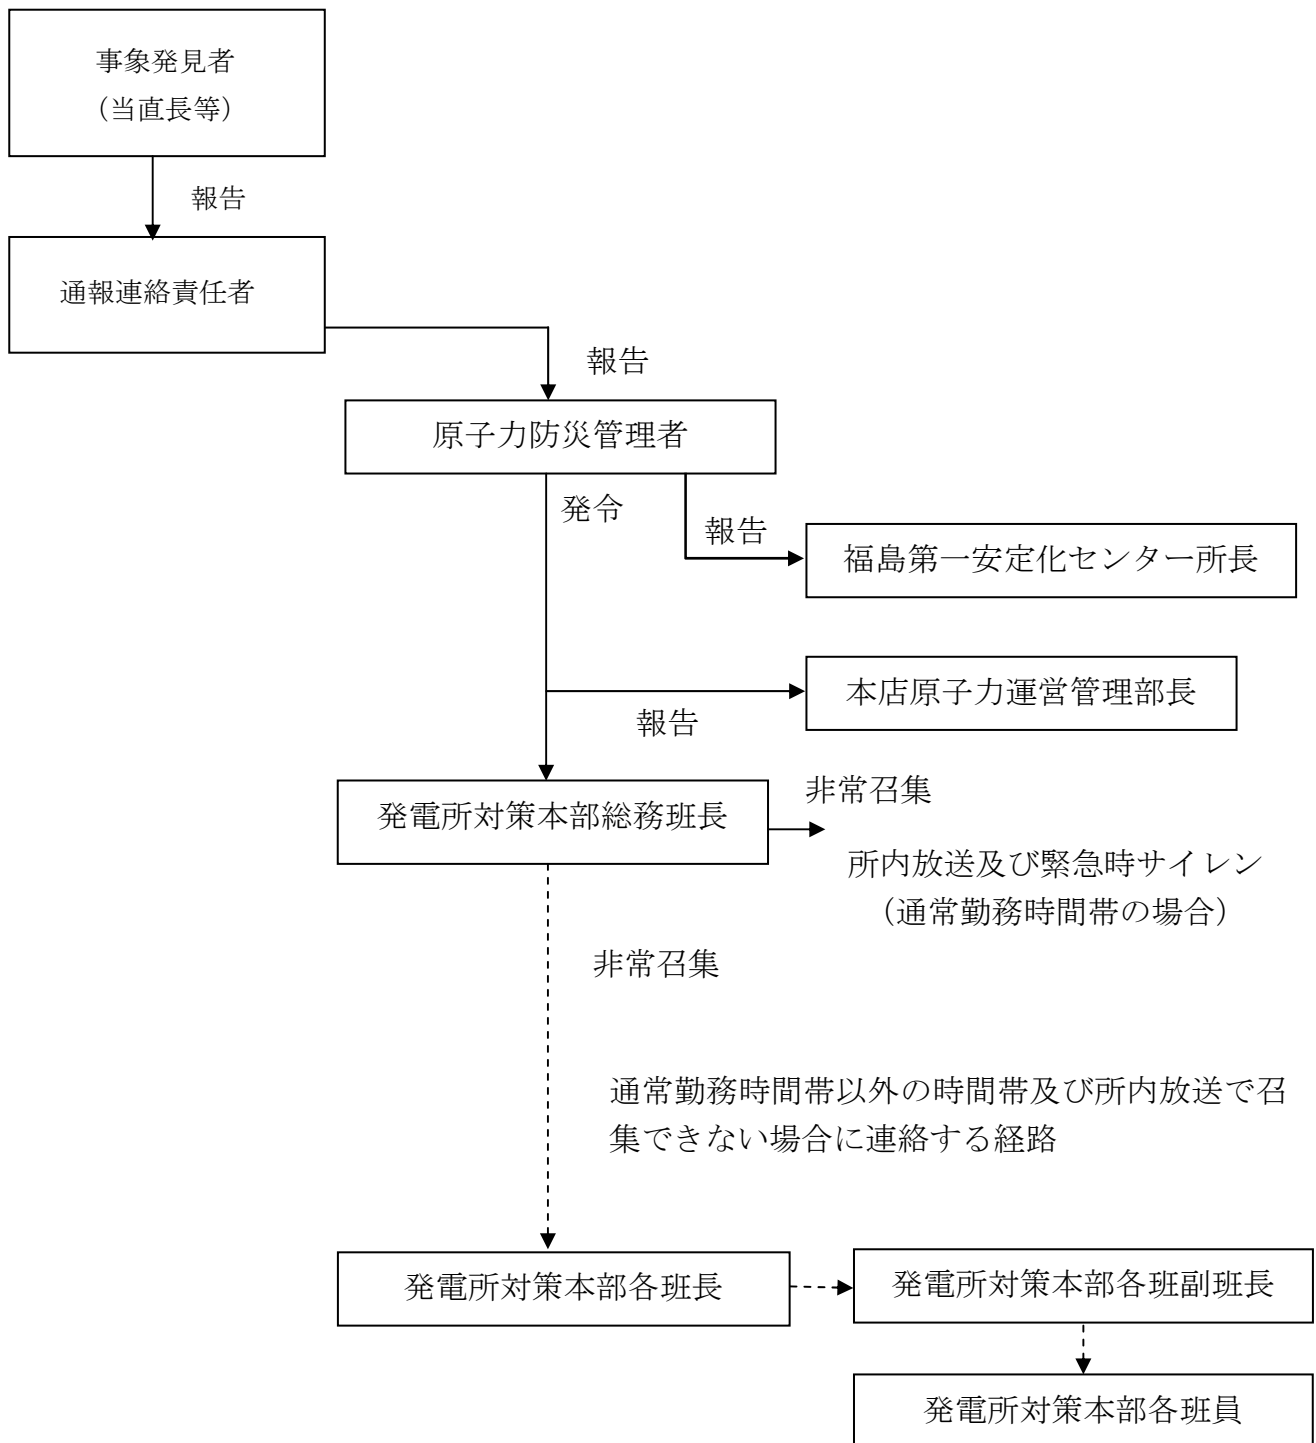 事象発見者
（当直長等）
報告
通報連絡責任者
報告
原子力防災管理者
発令
報告
福島第一安定化センター所長
本店原子力運営管理部長
報告
発電所対策本部総務班長
非常召集
所内放送及び緊急時サイレン
（通常勤務時間帯の場合）
非常召集
通常勤務時間帯以外の時間帯及び所内放送で召
集できない場合に連絡する経路
発電所対策本部各班長
発電所対策本部各班副班長
発電所対策本部各班員